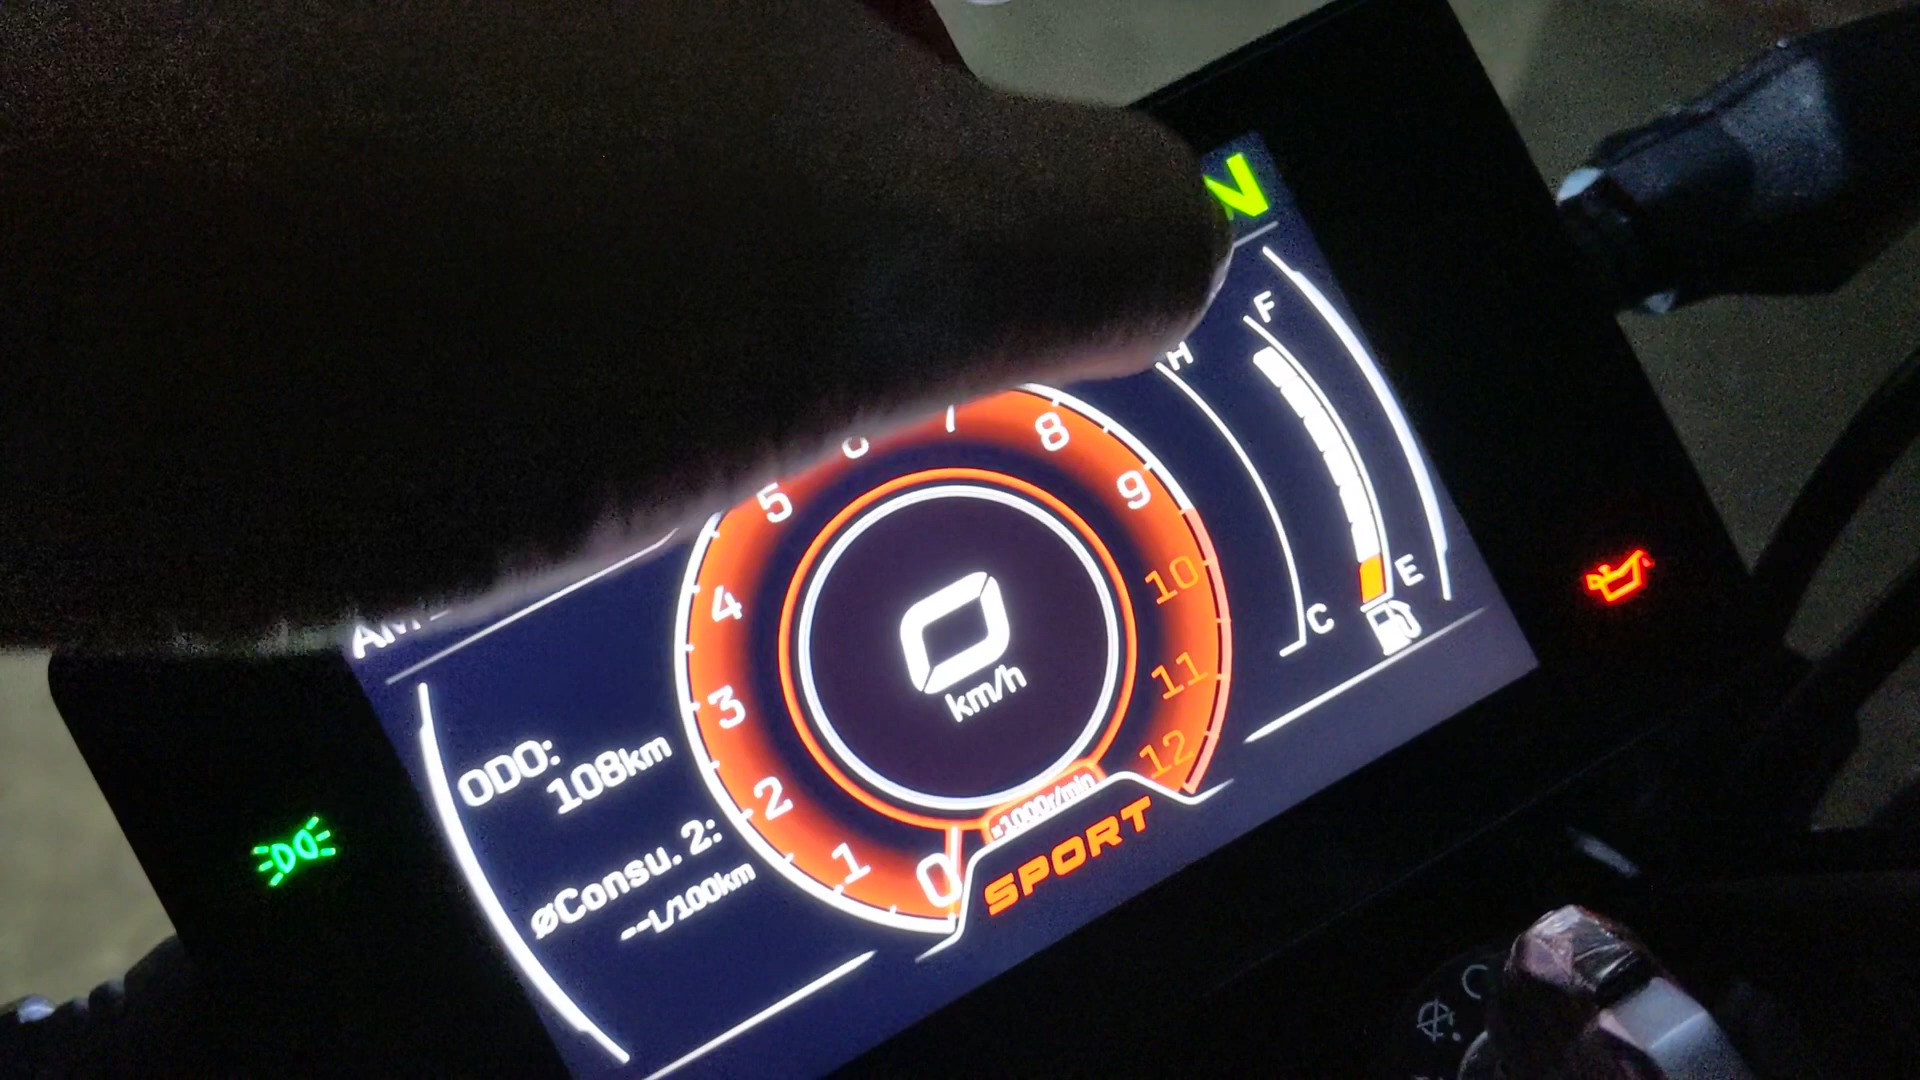 N
F
H
8
5
9
4
10
E
C
0
km/h
11
3
ODO:
108km
12
2
x1000r/min
øConsu. 2:
1
SPORT
0
--L/100km